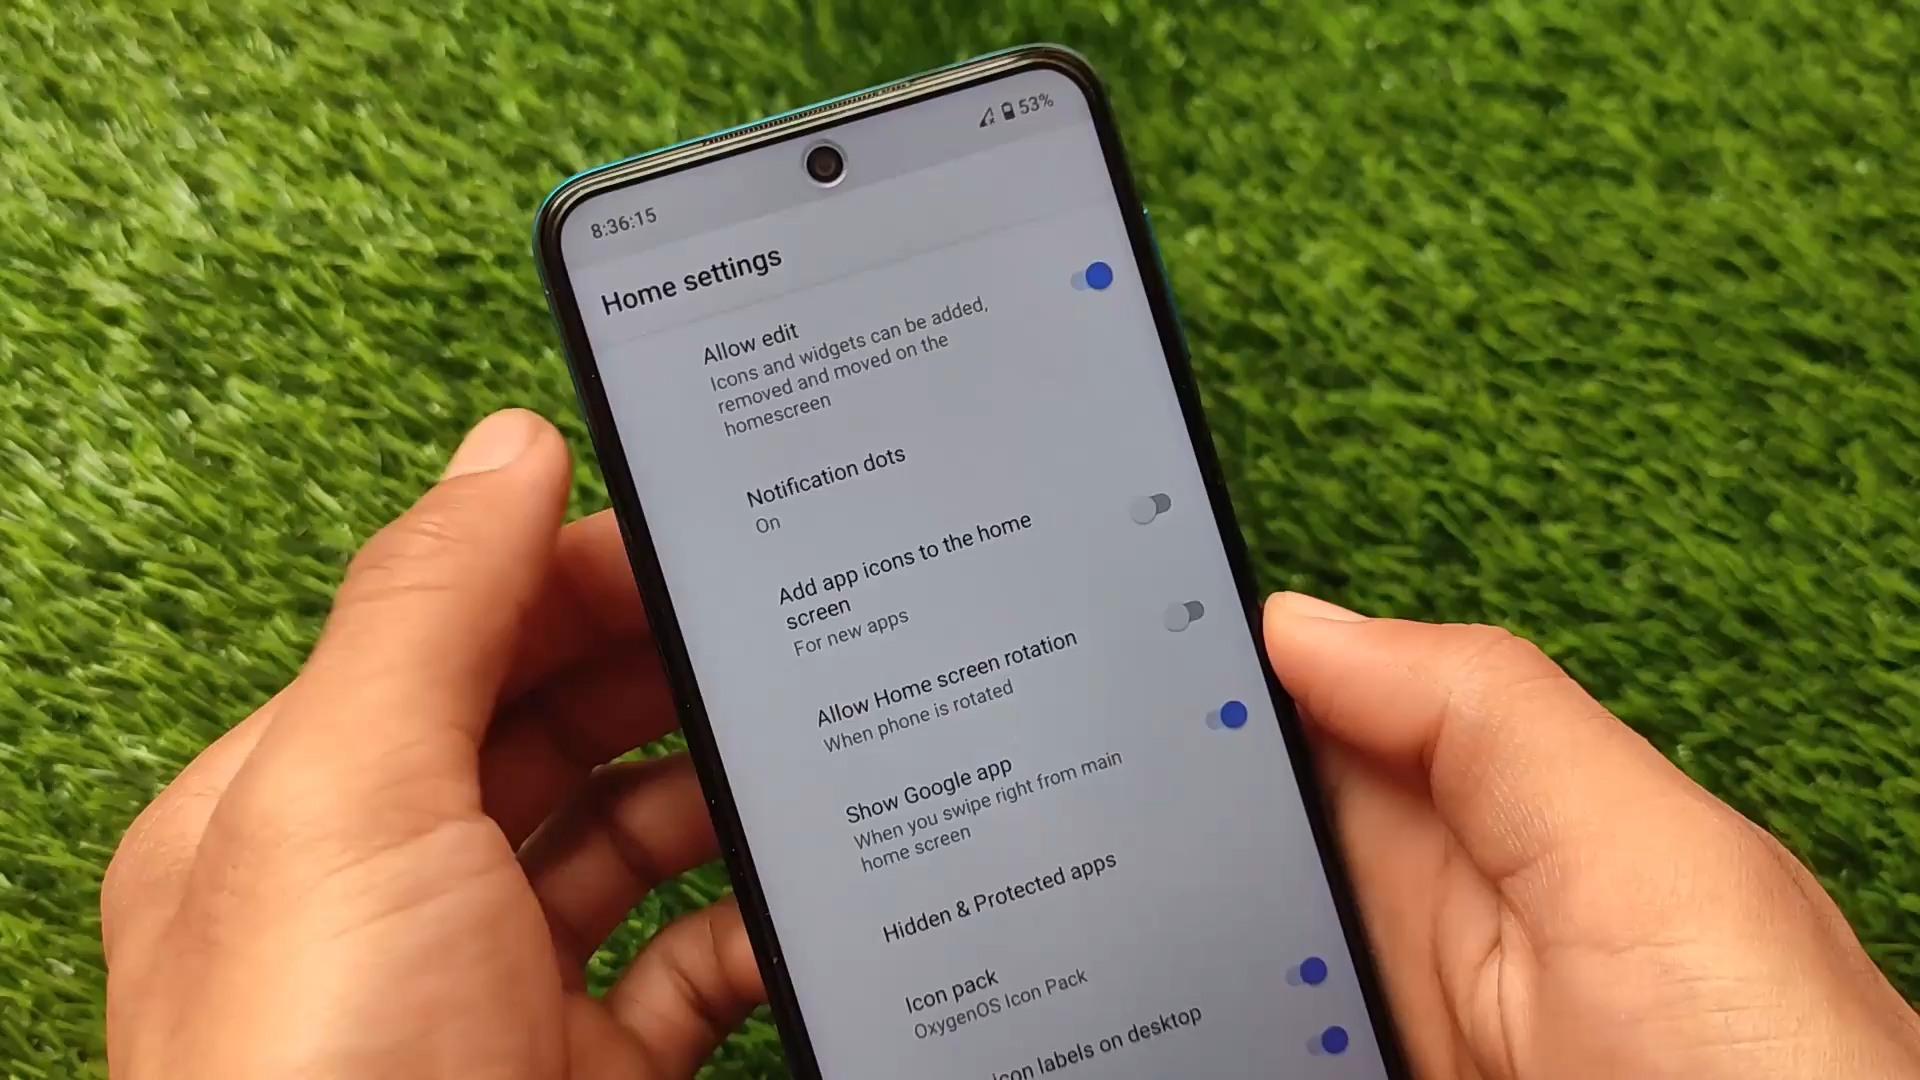 8:36:15
53%
Home settings
Allow edit
Icons and widgets can be added,
removed and moved on the
homescreen
Notification dots
On
Add app icons to the home
screen
For new apps
Allow Home screen rotation
When phone is rotated
Show Google app
When you swipe right from main
home screen
Hidden & Protected apps
Icon pack
OxygenOS Icon Pack
icon labels on desktop